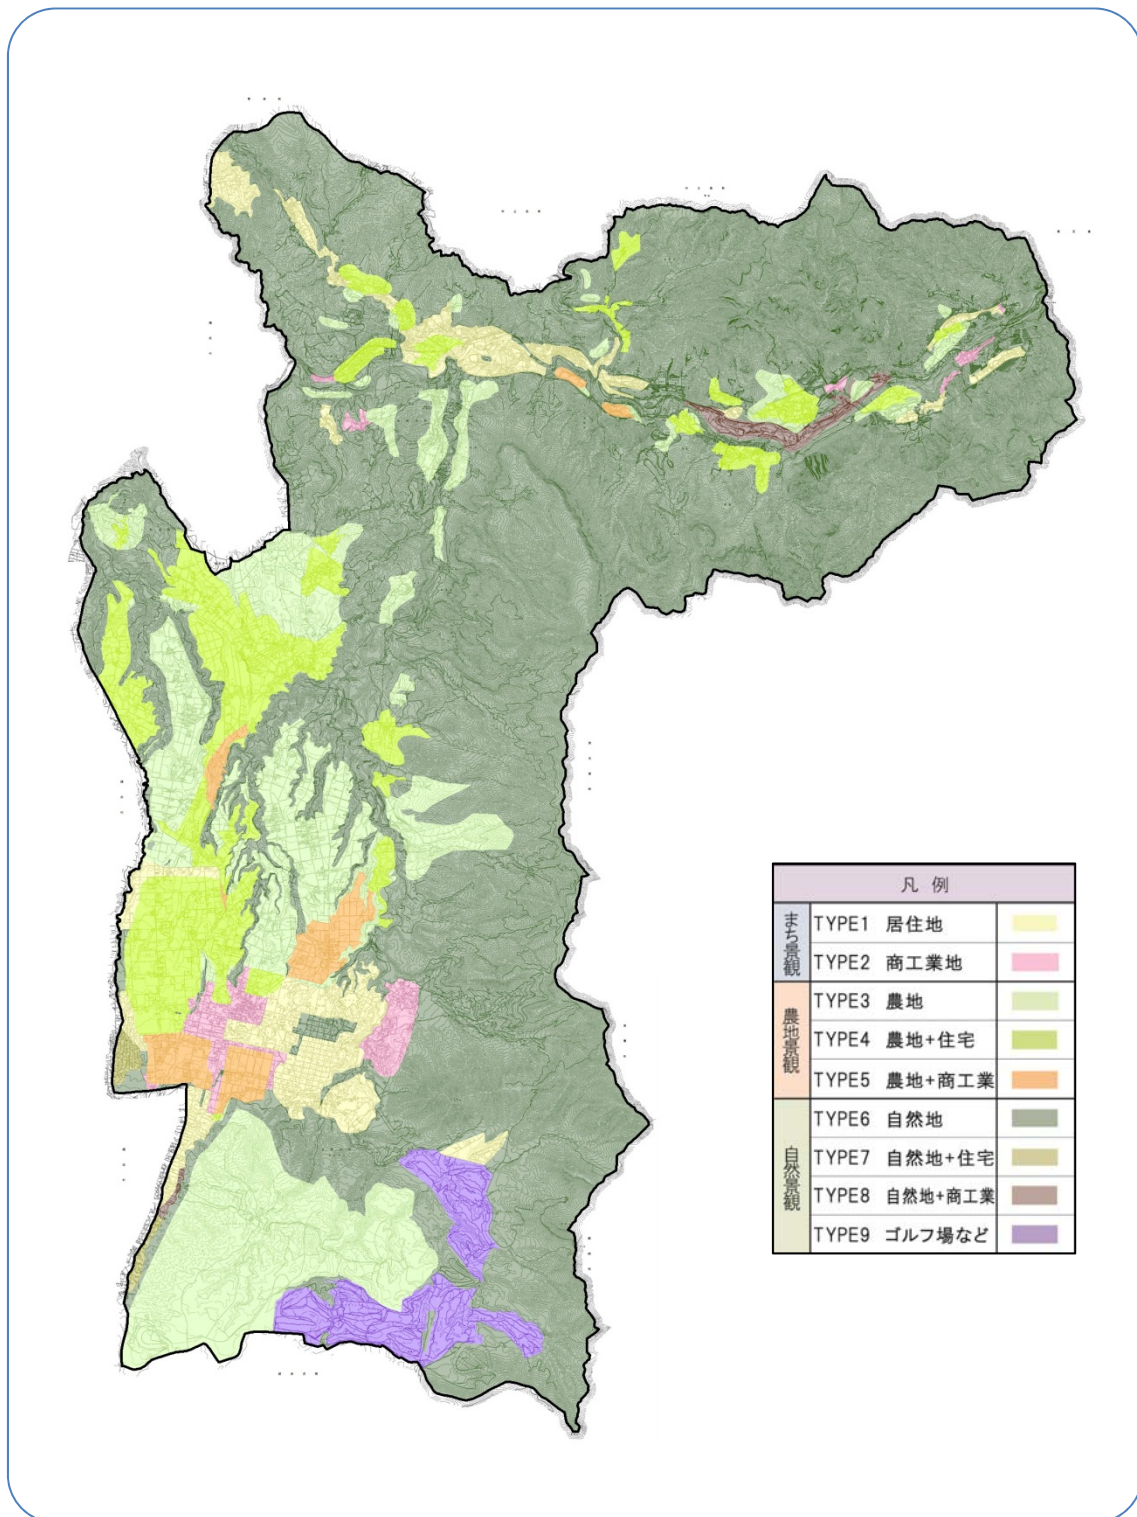 凡 例
まち景観
TYPE1 居住地
TYPE2 商工業地
農地景観
TYPE3 農地
TYPE4 農地+住宅
TYPE5 農地+商工業
自然景観
TYPE6 自然地
TYPE7 自然地+住宅
TYPE8 自然地+商工業
TYPE9 ゴルフ場など